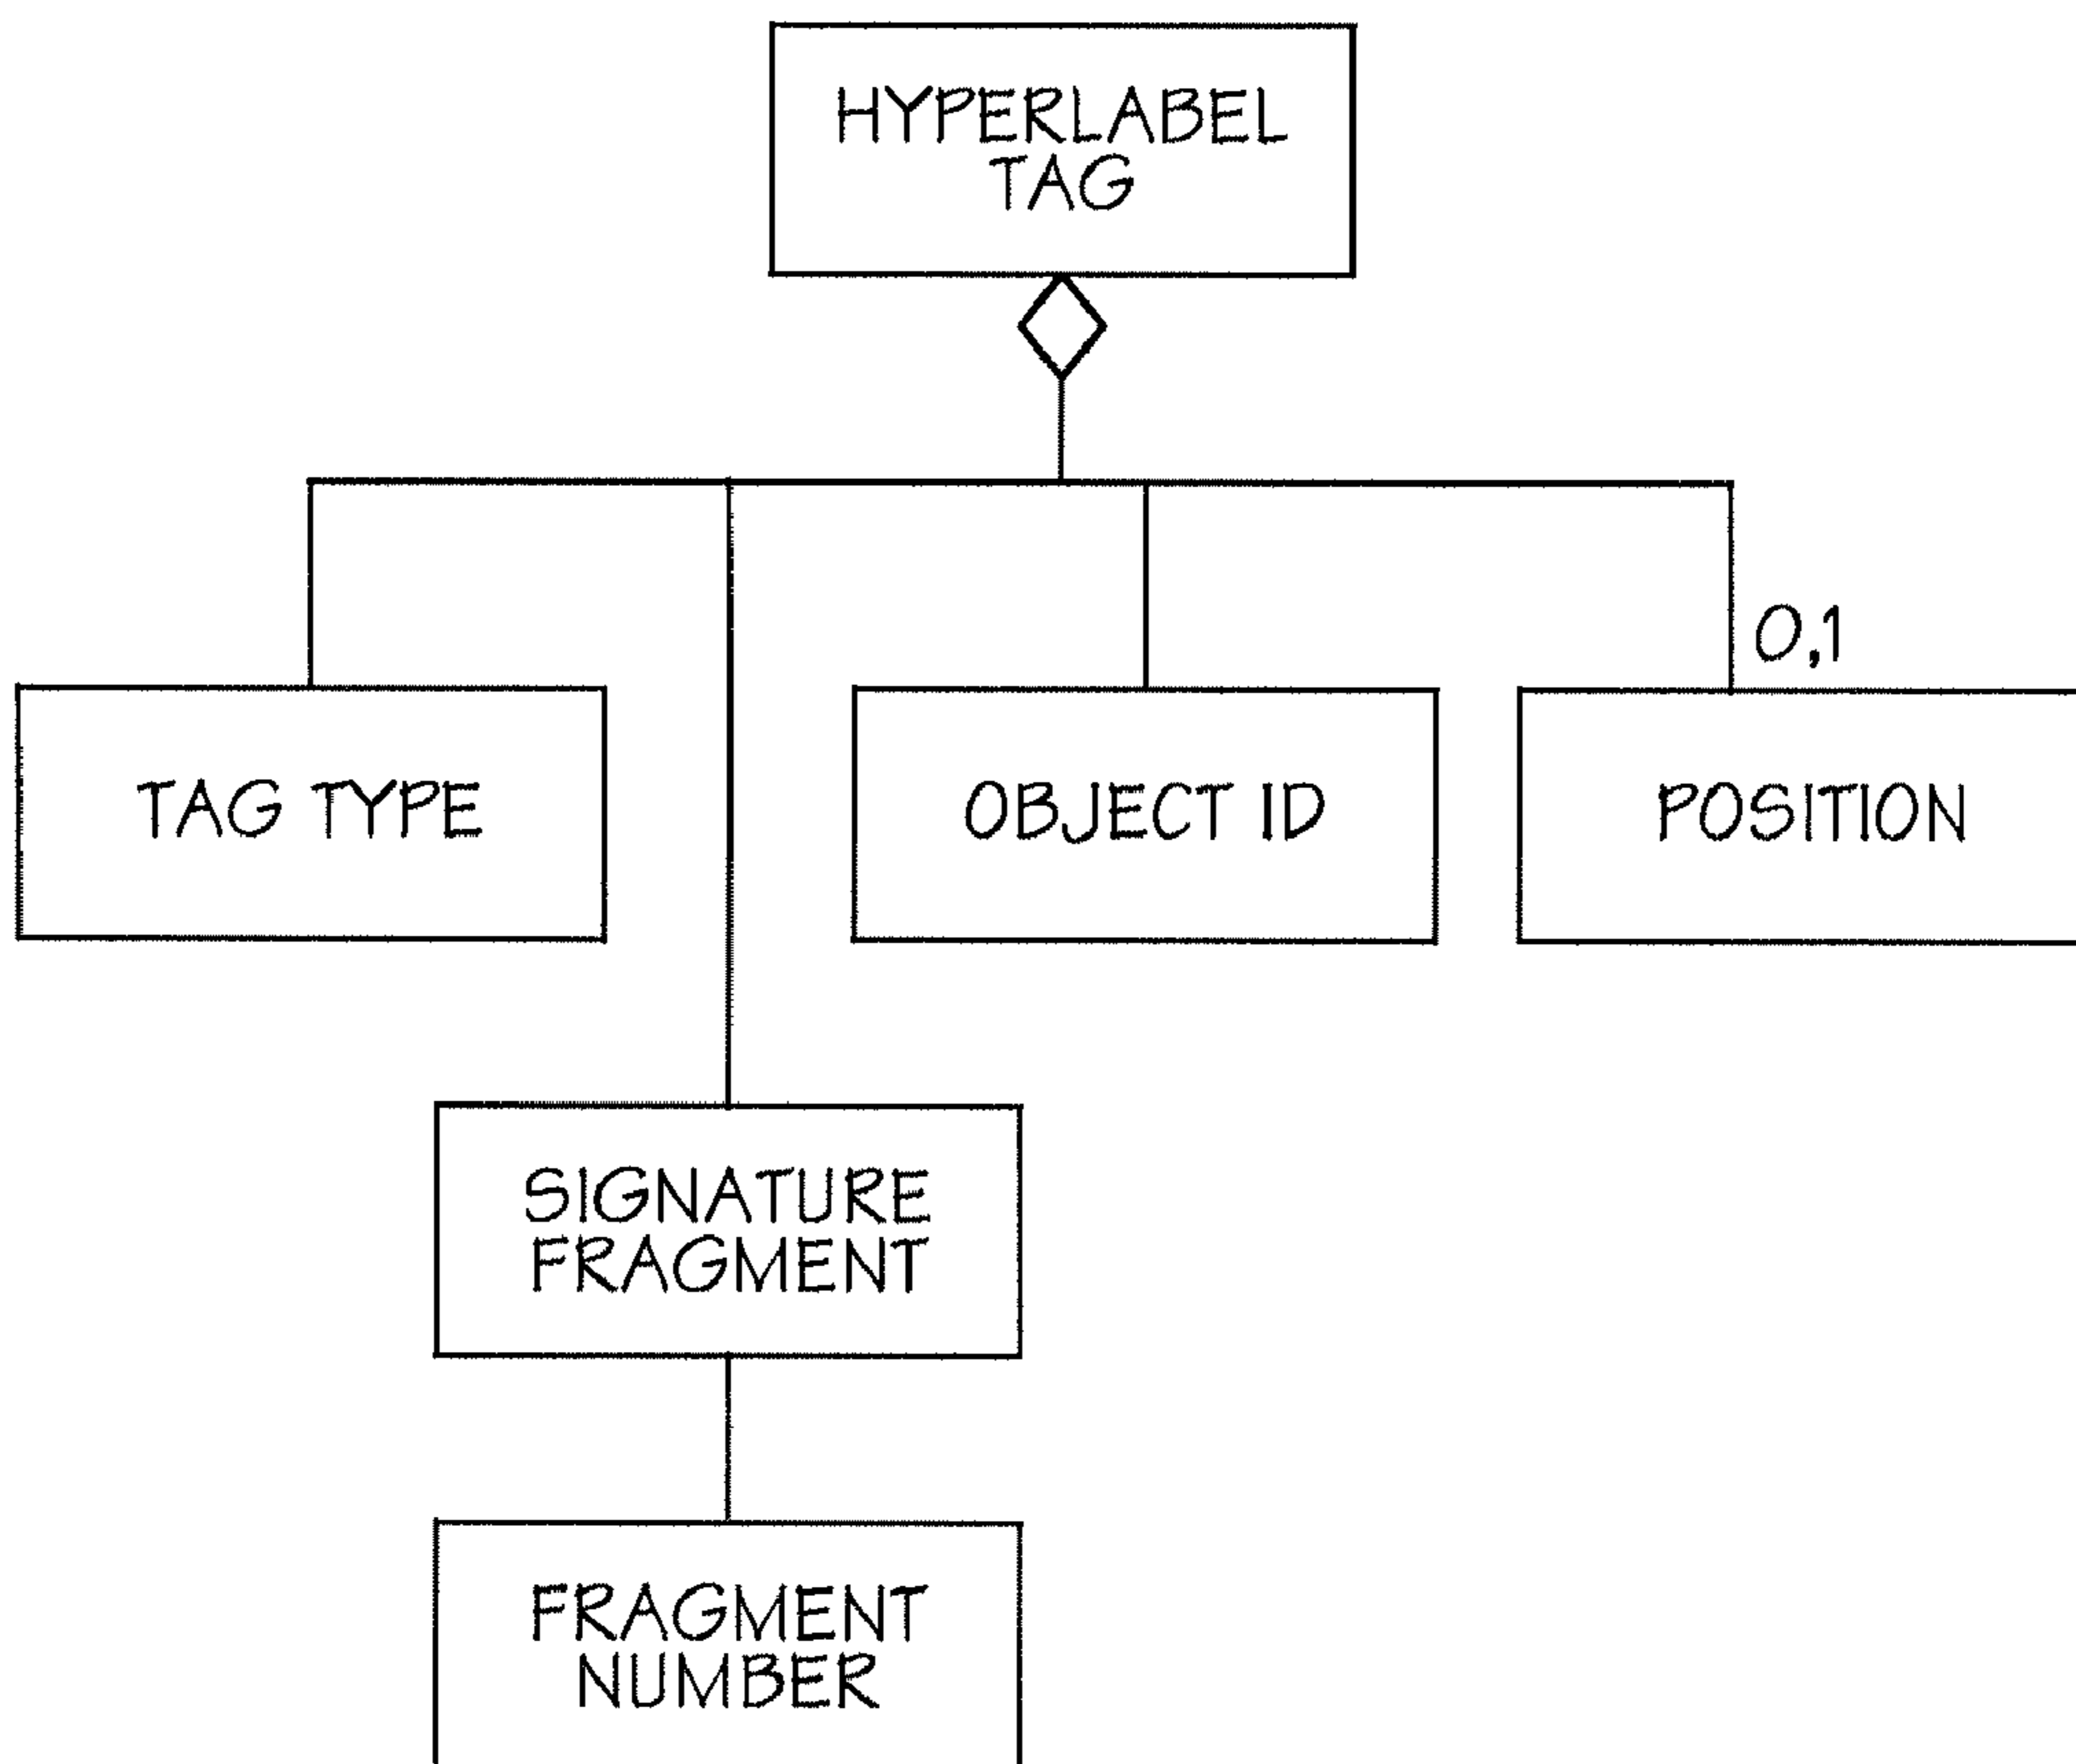 HYPERLABEL
TAG
0,1
TAG TYPE
OBJECT ID
POSITION
SIGNATURE
FRAGMENT
FRAGMENT
NUMBER